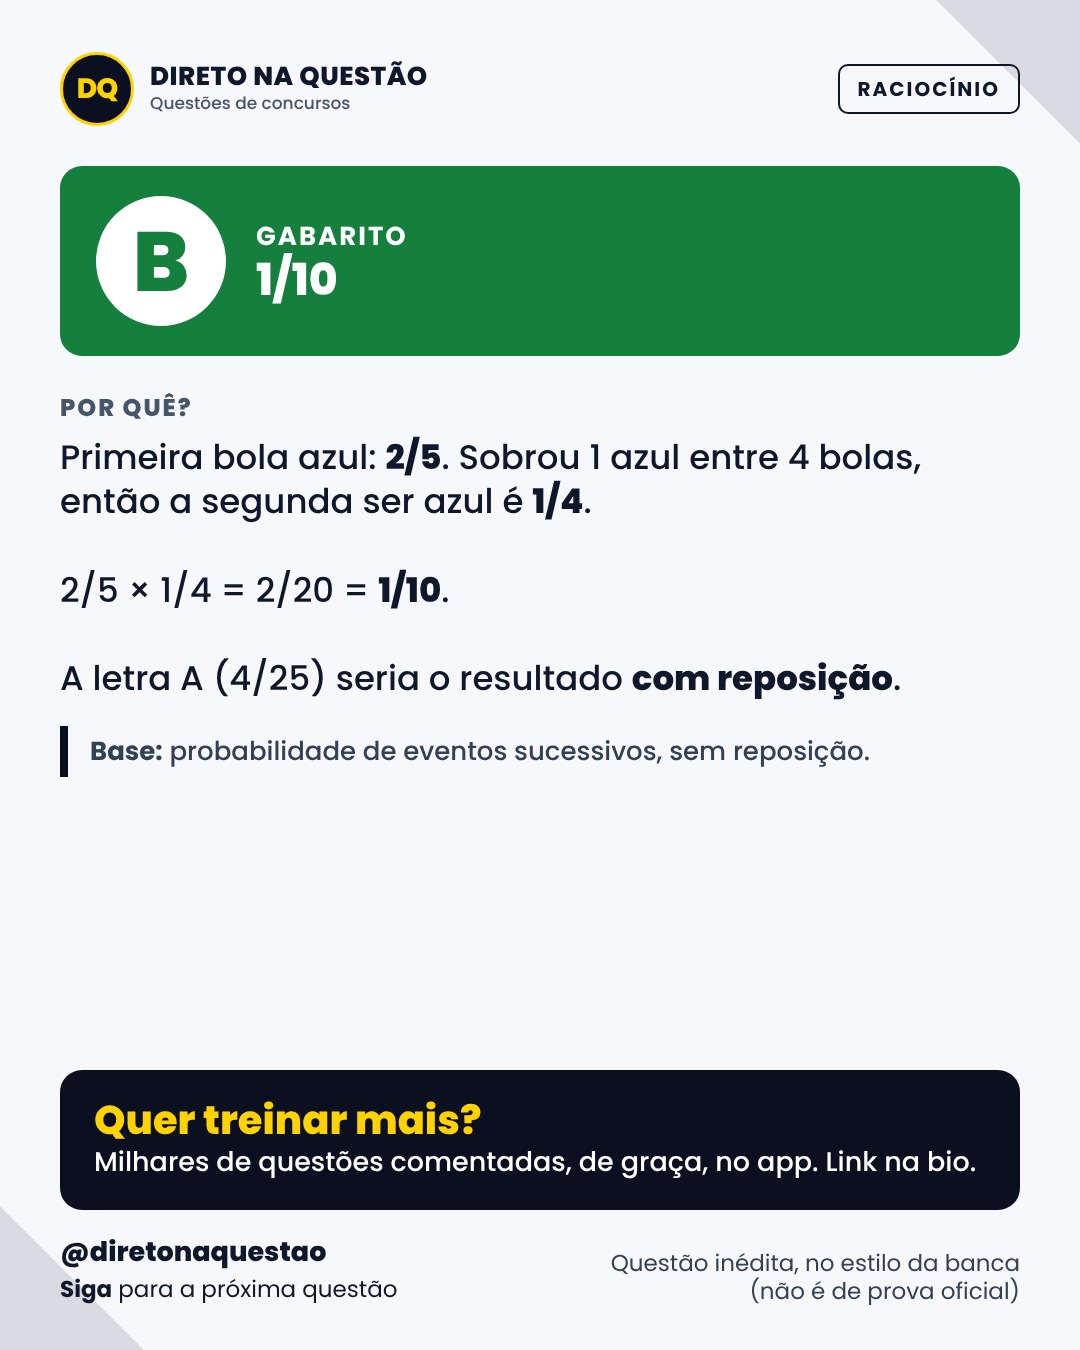 DQ
DIRETO NA QUESTÃO
Questões de concursos
RACIOCÍNIO
B
GABARITO
1/10
POR QUÊ?
Primeira bola azul: 2/5. Sobrou 1 azul entre 4 bolas,
então a segunda ser azul é 1/4.
2/5 × 1/4 = 2/20 = 1/10.
A letra A (4/25) seria o resultado com reposição.
Base: probabilidade de eventos sucessivos, sem reposição.
Quer treinar mais?
Milhares de questões comentadas, de graça, no app. Link na bio.
@diretonaquestao
Siga para a próxima questão
Questão inédita, no estilo da banca
(não é de prova oficial)